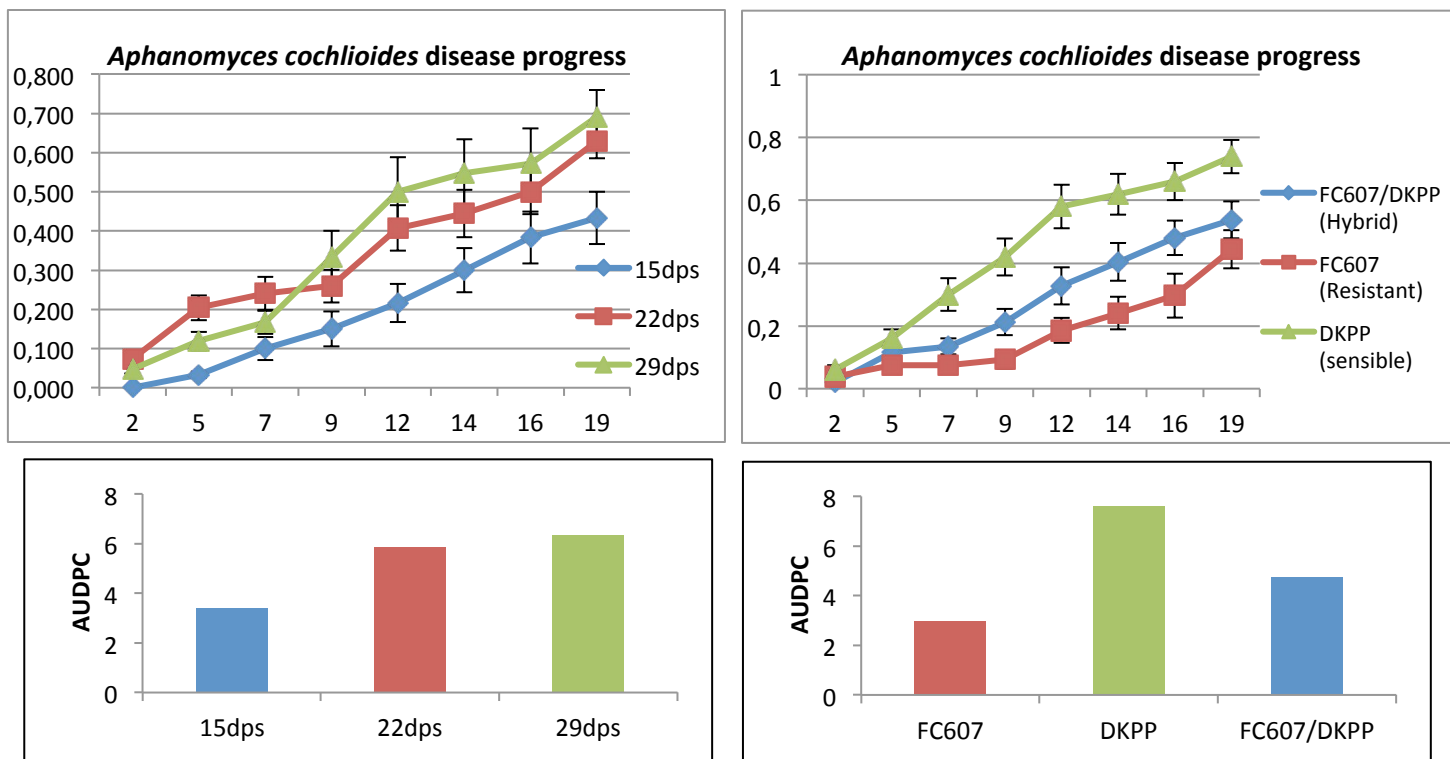 Aphanomyces cochlioides disease progress
0,800
0,700
0,600
0,500
0,400
0,300
0,200
0,100
0,000
2 5 7 9 12 14 16 19
15dps
22dps
29dps
Aphanomyces cochlioides disease progress
1
0,8
0,6
0,4
0,2
0
2 5 7 9 12 14 16 19
FC607/DKPP
(Hybrid)
FC607
(Resistant)
DKPP
(sensible)
AUDPC
8
6
4
2
0
15dps 22dps 29dps
AUDPC
8
6
4
2
0
FC607 DKPP FC607/DKPP